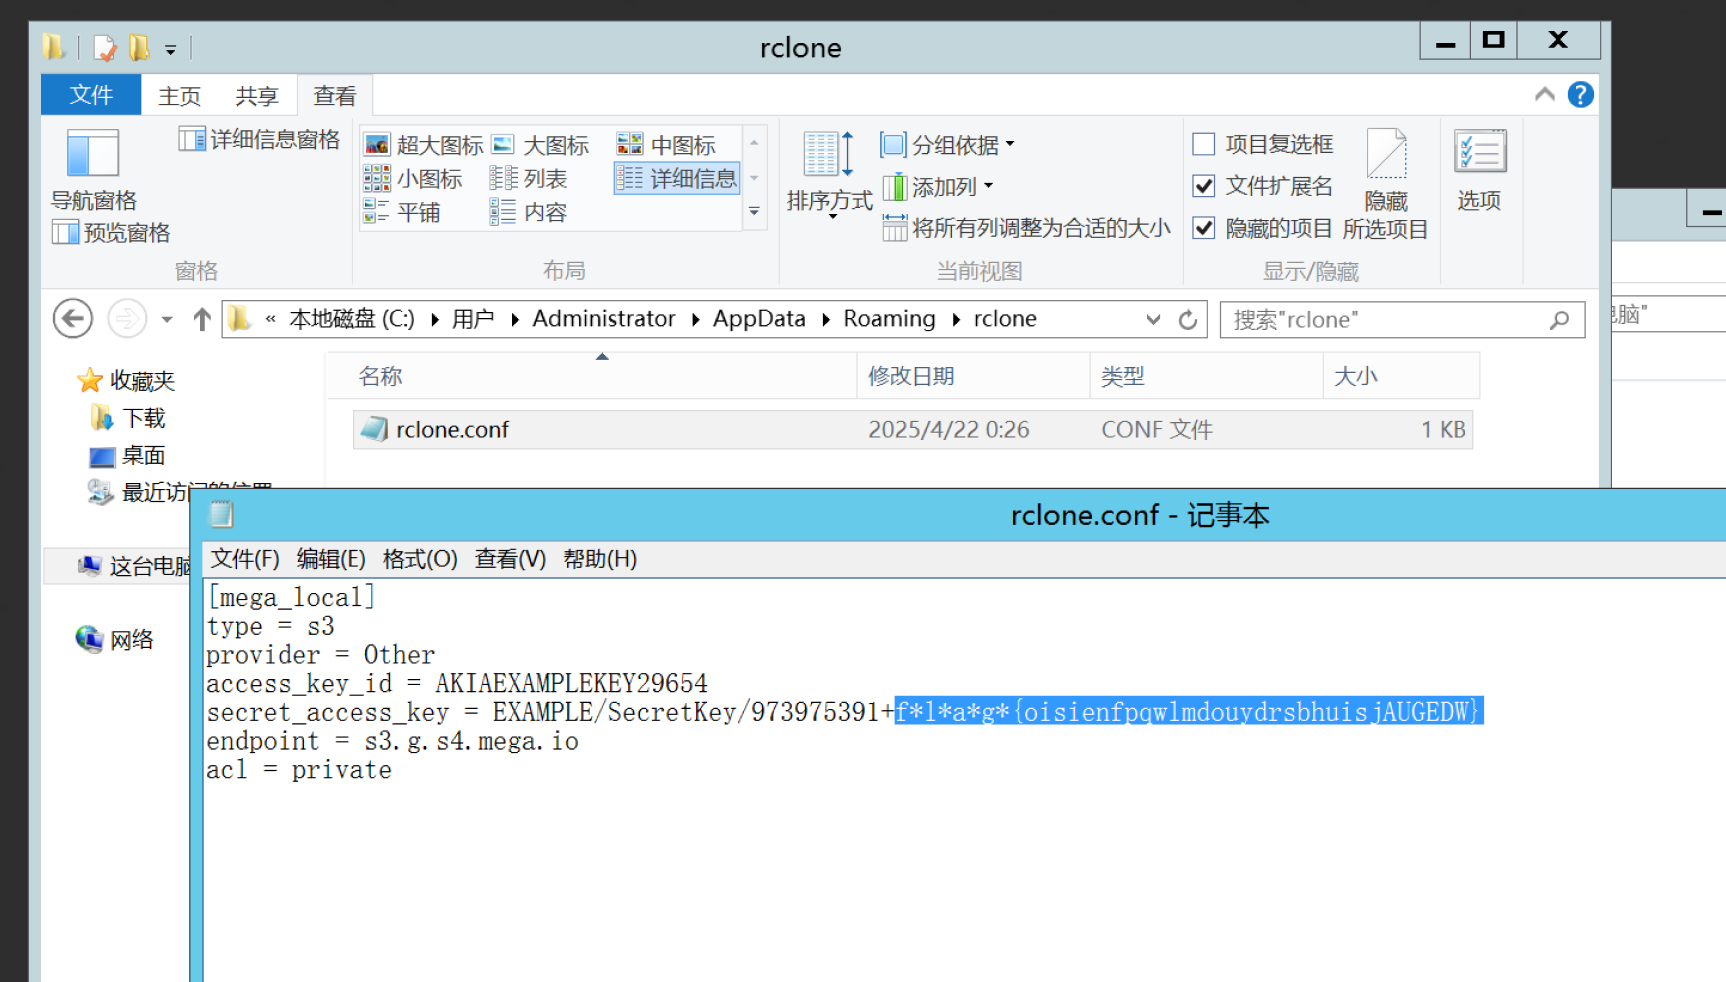 rclone
文件 主页 共享 查看
导航窗格
预览窗格
详细信息窗格
窗格
超大图标 大图标 中图标
小图标 列表 详细信息
平铺 内容
布局
排序方式
分组依据
添加列
将所有列调整为合适的大小
当前视图
项目复选框
文件扩展名
隐藏的项目
隐藏
所选项目
显示/隐藏
选项
« 本地磁盘 (C:) 用户 Administrator AppData Roaming rclone
搜索"rclone"
脑"
名称 修改日期 类型 大小
rclone.conf 2025/4/22 0:26 CONF 文件 1 KB
收藏夹
下载
桌面
最近访问的位置
这台电脑
网络
rclone.conf - 记事本
文件(F) 编辑(E) 格式(O) 查看(V) 帮助(H)
[mega_local]
type = s3
provider = Other
access_key_id = AKIAEXAMPLEKEY29654
secret_access_key = EXAMPLE/SecretKey/973975391+f*l*a*g*{oisienfpqwlmdouydrsbhuisjAUGEDW}
endpoint = s3.g.s4.mega.io
acl = private